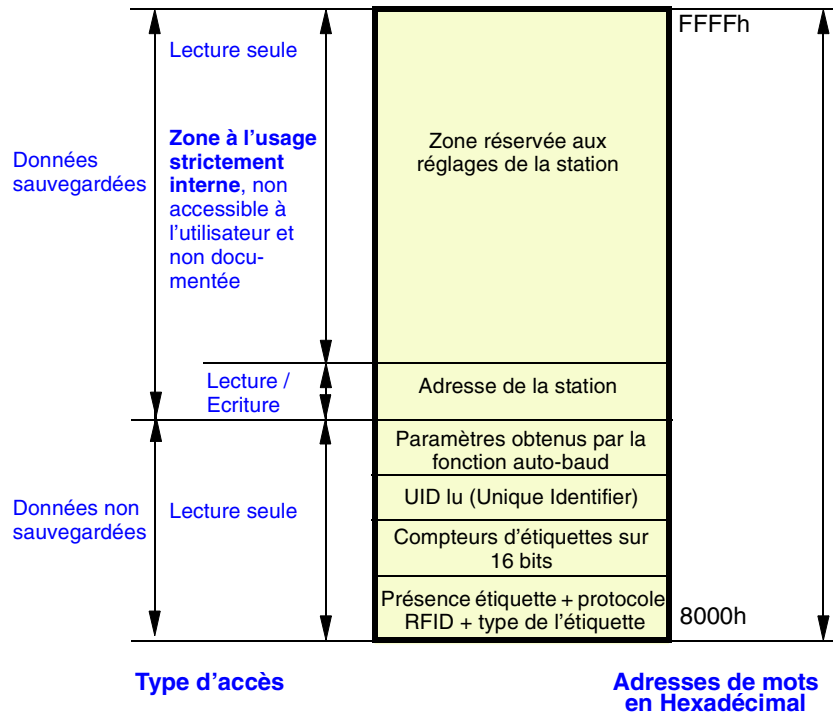 FFFFh
Lecture seule
Zone à l'usage
strictement
interne, non
accessible à
l'utilisateur et
non docu-
mentée
Données
sauvegardées
Zone réservée aux
réglages de la station
Lecture /
Ecriture
Adresse de la station
Paramètres obtenus par la
fonction auto-baud
UID lu (Unique Identifier)
Données non
sauvegardées
Lecture seule
Compteurs d'étiquettes sur
16 bits
Présence étiquette + protocole
RFID + type de l'étiquette
8000h
Type d'accès
Adresses de mots
en Hexadécimal